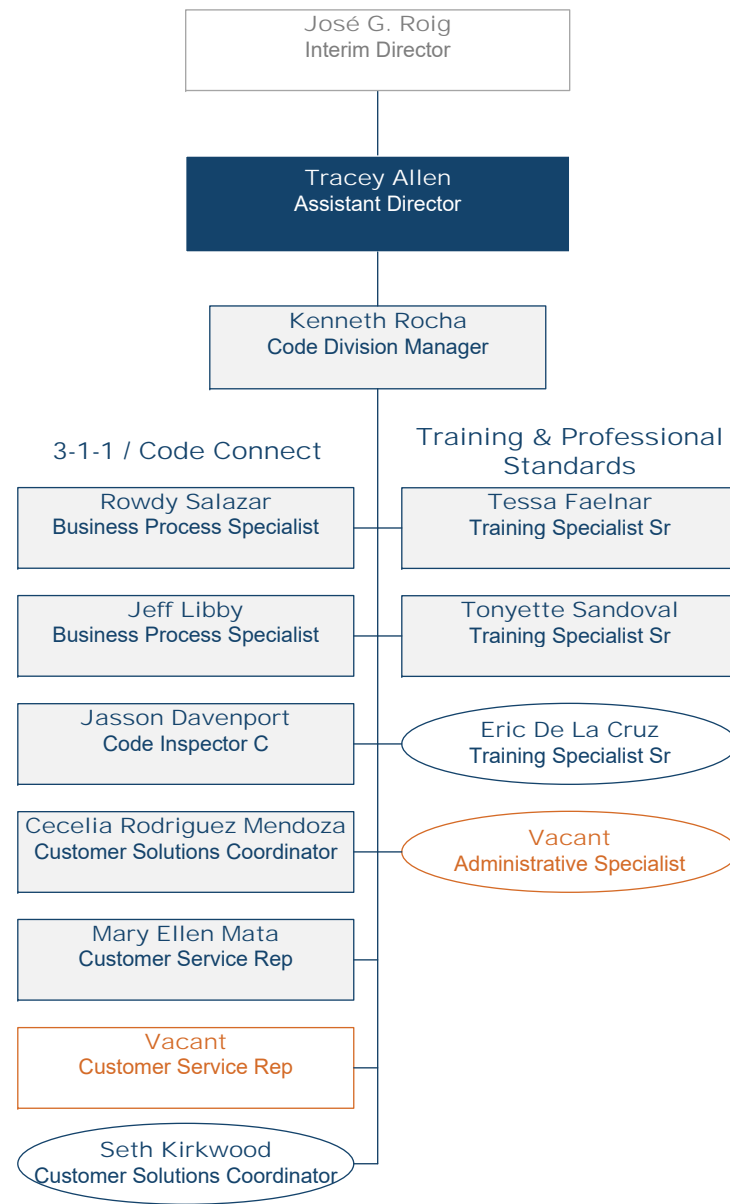 José G. Roig
Interim Director
Tracey Allen
Assistant Director
Kenneth Rocha
Code Division Manager
3-1-1 / Code Connect
Rowdy Salazar
Business Process Specialist
Jeff Libby
Business Process Specialist
Jasson Davenport
Code Inspector C
Cecelia Rodriguez Mendoza
Customer Solutions Coordinator
Mary Ellen Mata
Customer Service Rep
Vacant
Customer Service Rep
Seth Kirkwood
Customer Solutions Coordinator
Training & Professional
Standards
Tessa Faelnar
Training Specialist Sr
Tonyette Sandoval
Training Specialist Sr
Eric De La Cruz
Training Specialist Sr
Vacant
Administrative Specialist